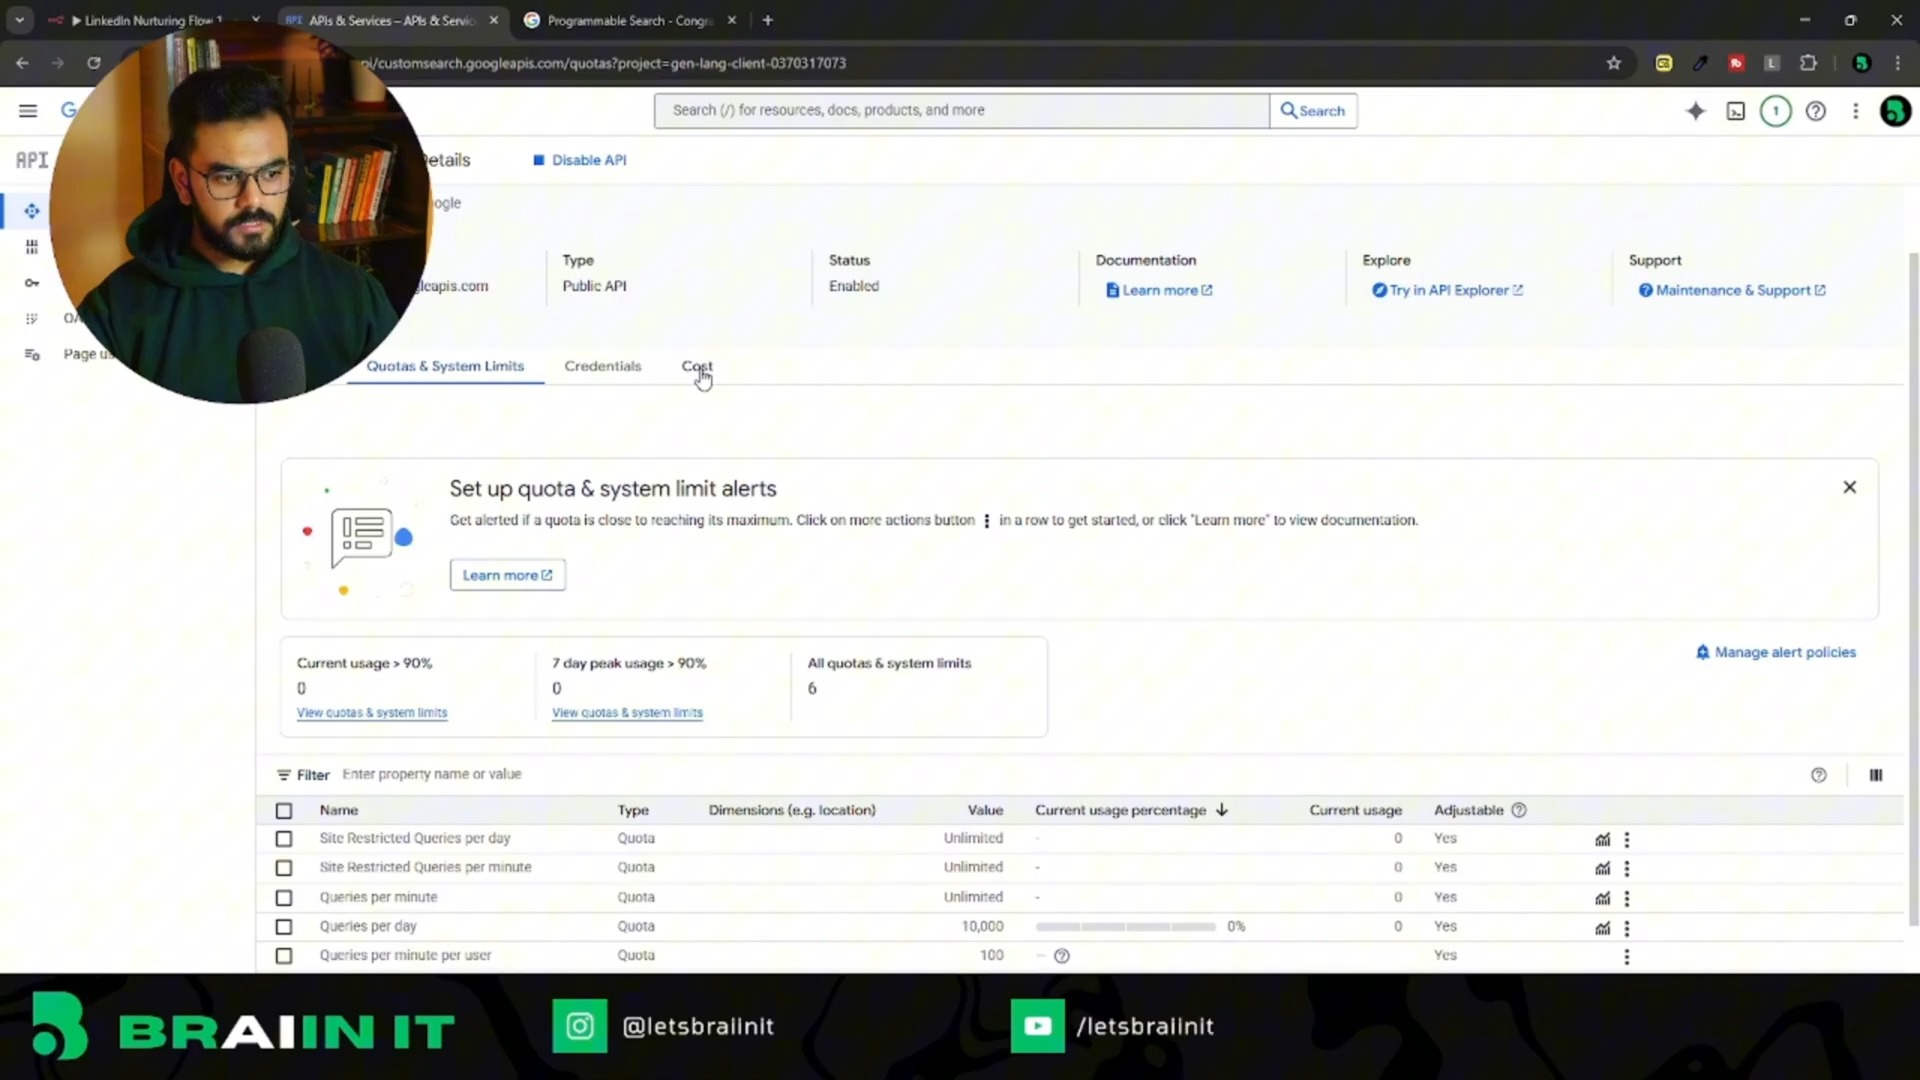 LinkedIn Nurturing Flow 1
API APIs & Services – APIs & Servic
Programmable Search - Congr
pi/customsearch.googleapis.com/quotas?project=gen-lang-client-0370317073
Search (/) for resources, docs, products, and more
Search
1
API
etails
Disable API
ogle
Type
Status
Documentation
Explore
Support
gleapis.com
Public API
Enabled
Learn more
Try in API Explorer
Maintenance & Support
OA
Page us
Quotas & System Limits
Credentials
Cost
Set up quota & system limit alerts
Get alerted if a quota is close to reaching its maximum. Click on more actions button in a row to get started, or click "Learn more" to view documentation.
Learn more
Current usage > 90%
7 day peak usage > 90%
All quotas & system limits
0
0
6
View quotas & system limits
View quotas & system limits
Manage alert policies
Filter Enter property name or value
Name Type Dimensions (e.g. location) Value Current usage percentage Current usage Adjustable
Site Restricted Queries per day Quota Unlimited - 0 Yes
Site Restricted Queries per minute Quota Unlimited - 0 Yes
Queries per minute Quota Unlimited - 0 Yes
Queries per day Quota 10,000 0% 0 Yes
Queries per minute per user Quota 100 – Yes
BRAIIN IT
@letsbraiinit
/letsbraiinit